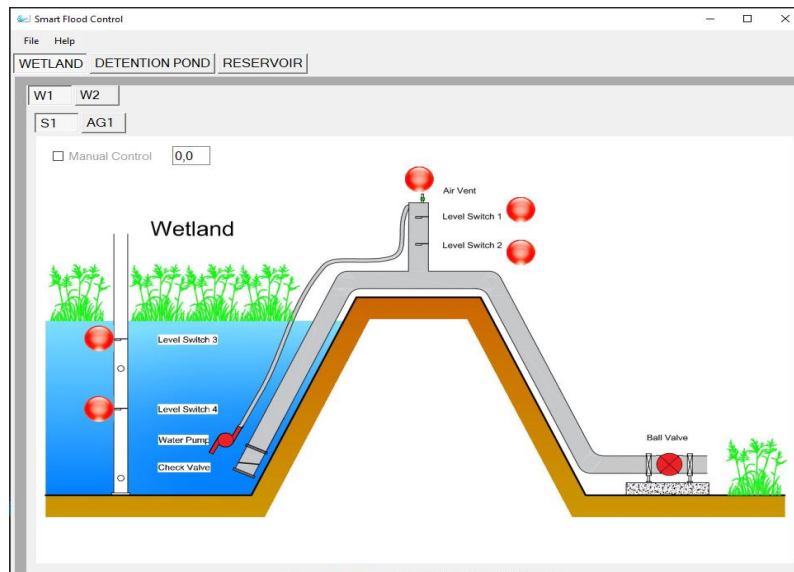 Smart Flood Control
File Help
WETLAND DETENTION POND RESERVOIR
W1 W2
S1 AG1
Manual Control 0,0
Air Vent
Level Switch 1
Level Switch 2
Wetland
Level Switch 3
Level Switch 4
Water Pump
Check Valve
Ball Valve